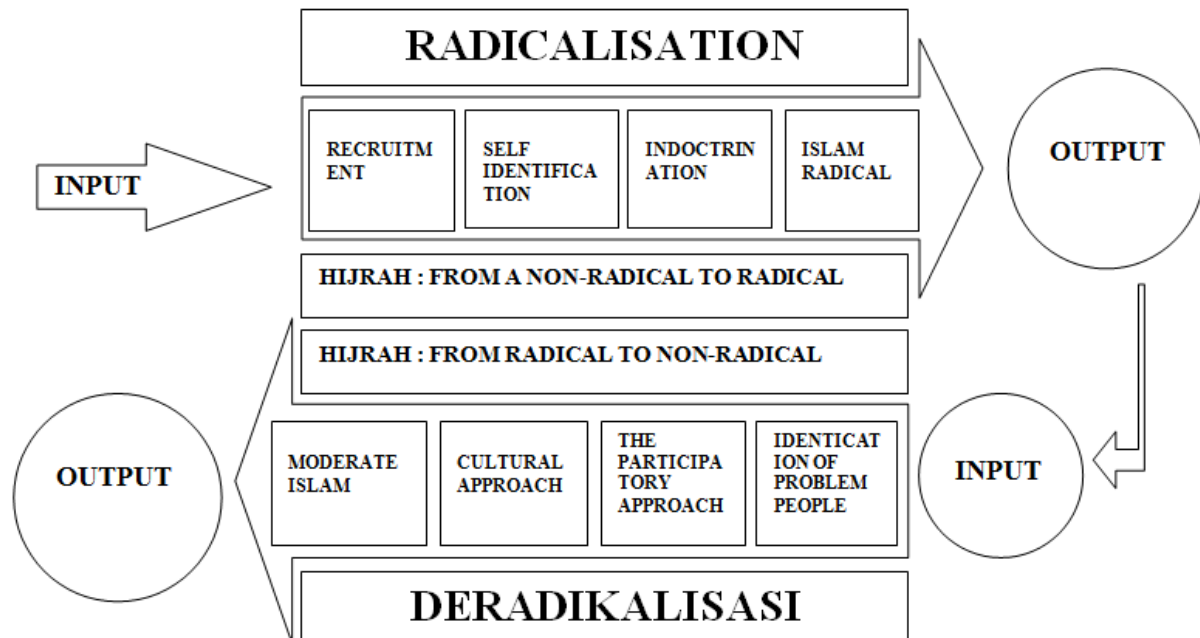 RADICALISATION
INPUT
RECRUITM
ENT
SELF
IDENTIFICA
TION
INDOCTRIN
ATION
ISLAM
RADICAL
OUTPUT
HIJRAH : FROM A NON-RADICAL TO RADICAL
HIJRAH : FROM RADICAL TO NON-RADICAL
OUTPUT
MODERATE
ISLAM
CULTURAL
APPROACH
THE
PARTICIPA
TORY
APPROACH
IDENTICAT
ION OF
PROBLEM
PEOPLE
INPUT
DERADIKALISASI